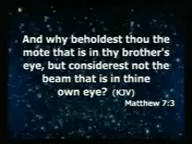 And why beholdest thou the
mote that is in thy brother's
eye, but considerest not the
beam that is in thine
own eye? (KJV)
Matthew 7:3